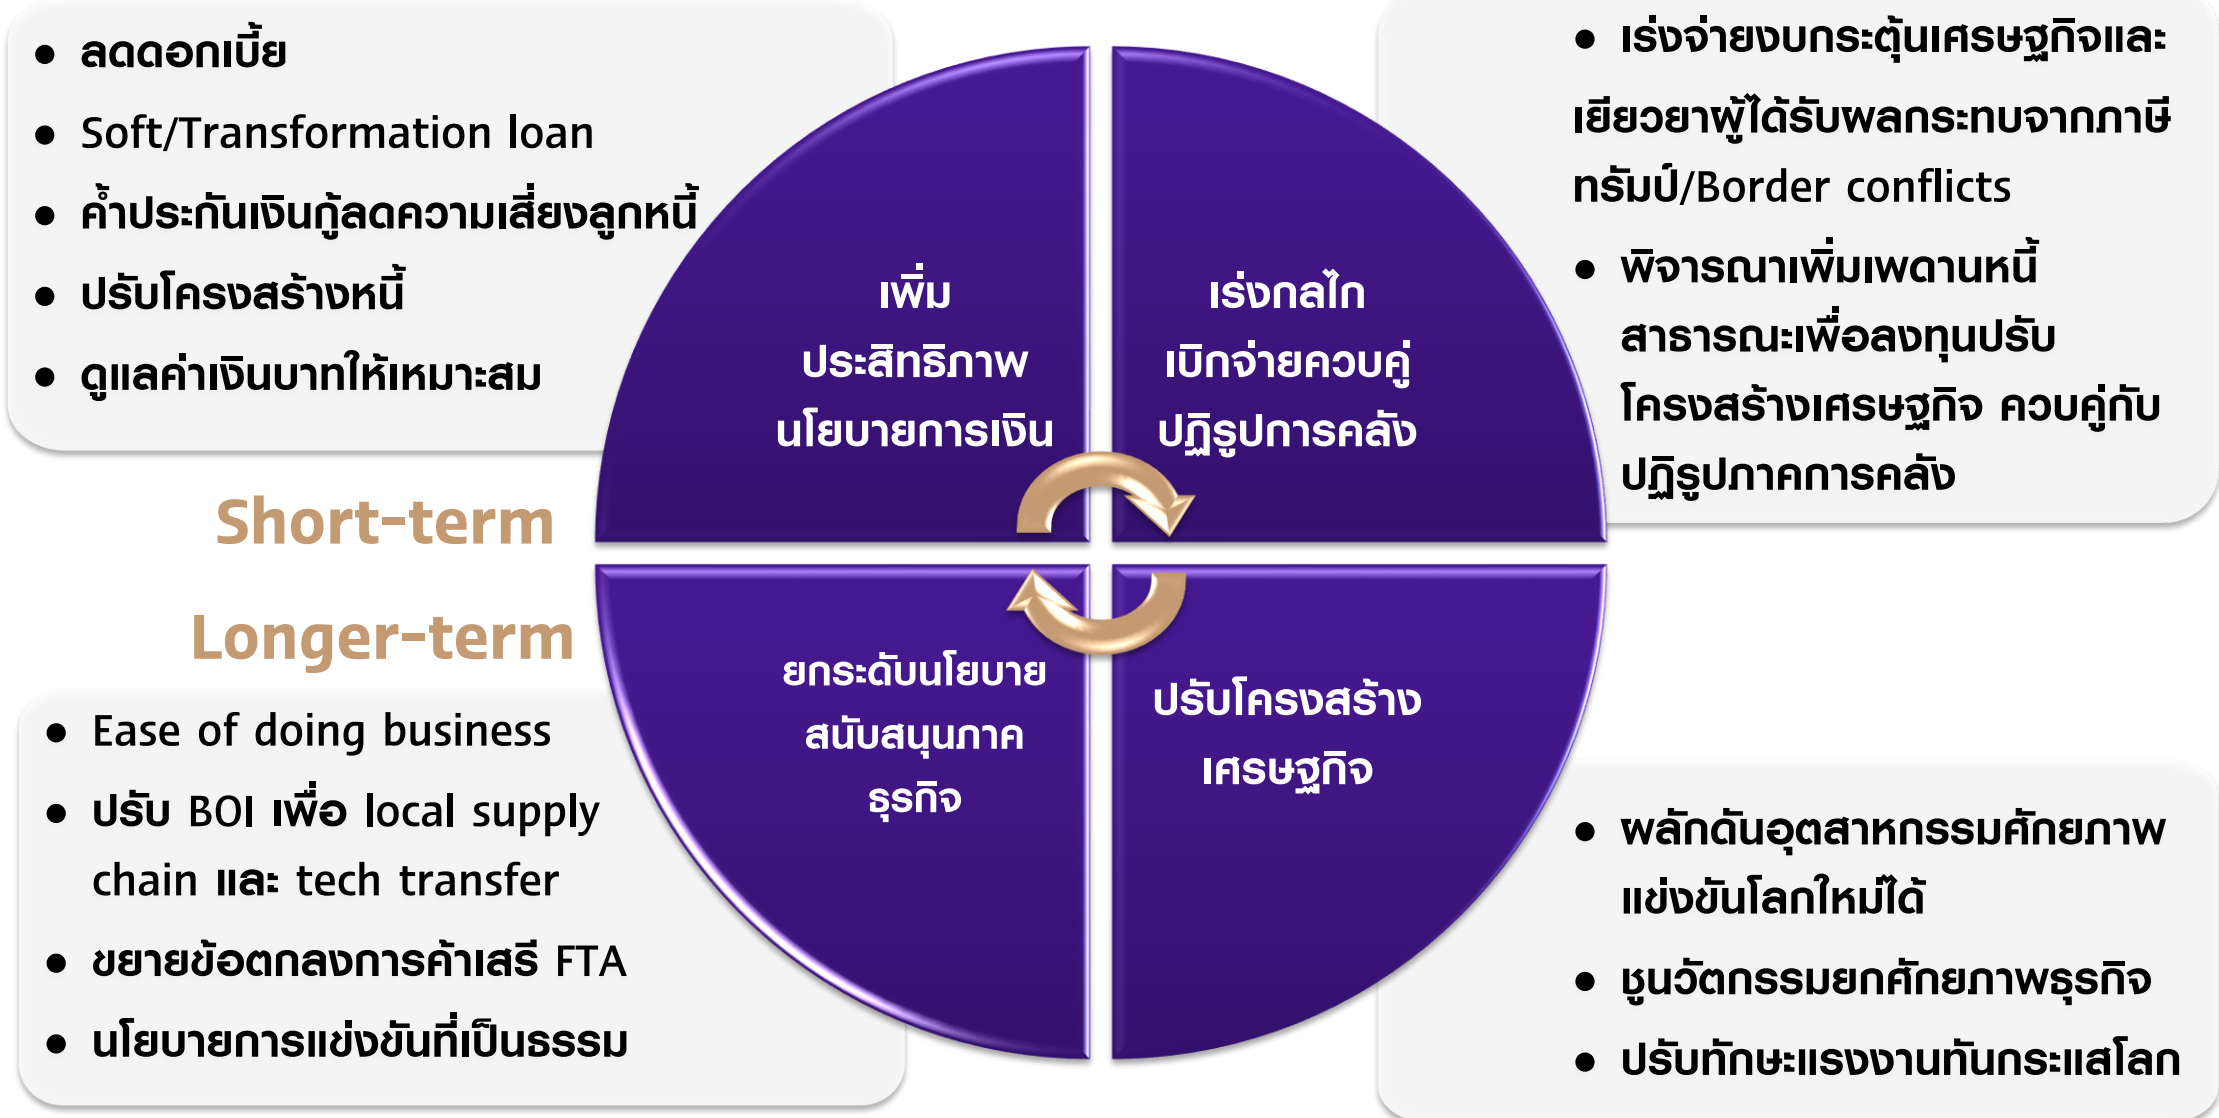 ● ลดดอกเบี้ย
● Soft/Transformation loan
● ค้ำประกันเงินกู้ลดความเสี่ยงลูกหนี้
● ปรับโครงสร้างหนี้
● ดูแลค่าเงินบาทให้เหมาะสม
เพิ่ม
ประสิทธิภาพ
นโยบายการเงิน
เร่งกลไก
เบิกจ่ายควบคู่
ปฏิรูปการคลัง
● เร่งจ่ายงบกระตุ้นเศรษฐกิจและ
เยียวยาผู้ได้รับผลกระทบจากภาษี
ทรัมป์/Border conflicts
● พิจารณาเพิ่มเพดานหนี้
สาธารณะเพื่อลงทุนปรับ
โครงสร้างเศรษฐกิจ ควบคู่กับ
ปฏิรูปภาคการคลัง
Short-term
Longer-term
● Ease of doing business
● ปรับ BOI เพื่อ local supply
chain และ tech transfer
● ขยายข้อตกลงการค้าเสรี FTA
● นโยบายการแข่งขันที่เป็นธรรม
ยกระดับนโยบาย
สนับสนุนภาค
ธุรกิจ
ปรับโครงสร้าง
เศรษฐกิจ
● ผลักดันอุตสาหกรรมศักยภาพ
แข่งขันโลกใหม่ได้
● ชูนวัตกรรมยกศักยภาพธุรกิจ
● ปรับทักษะแรงงานทันกระแสโลก